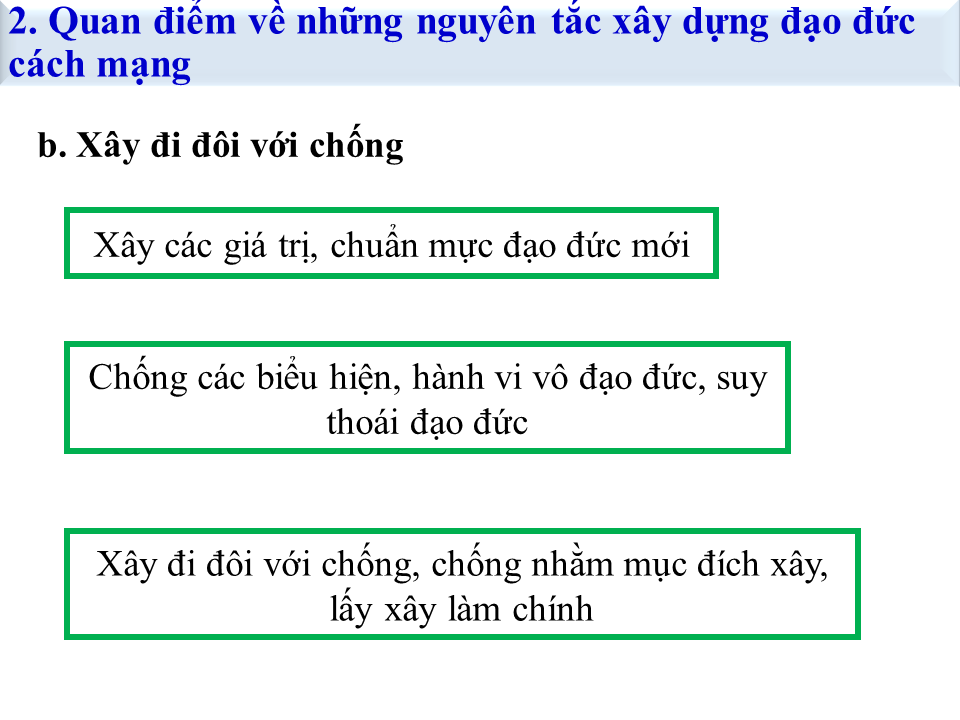 2. Quan điểm về những nguyên tắc xây dựng đạo đức
cách mạng
b. Xây đi đôi với chống
Xây các giá trị, chuẩn mực đạo đức mới
Chống các biểu hiện, hành vi vô đạo đức, suy
thoái đạo đức
Xây đi đôi với chống, chống nhằm mục đích xây,
lấy xây làm chính